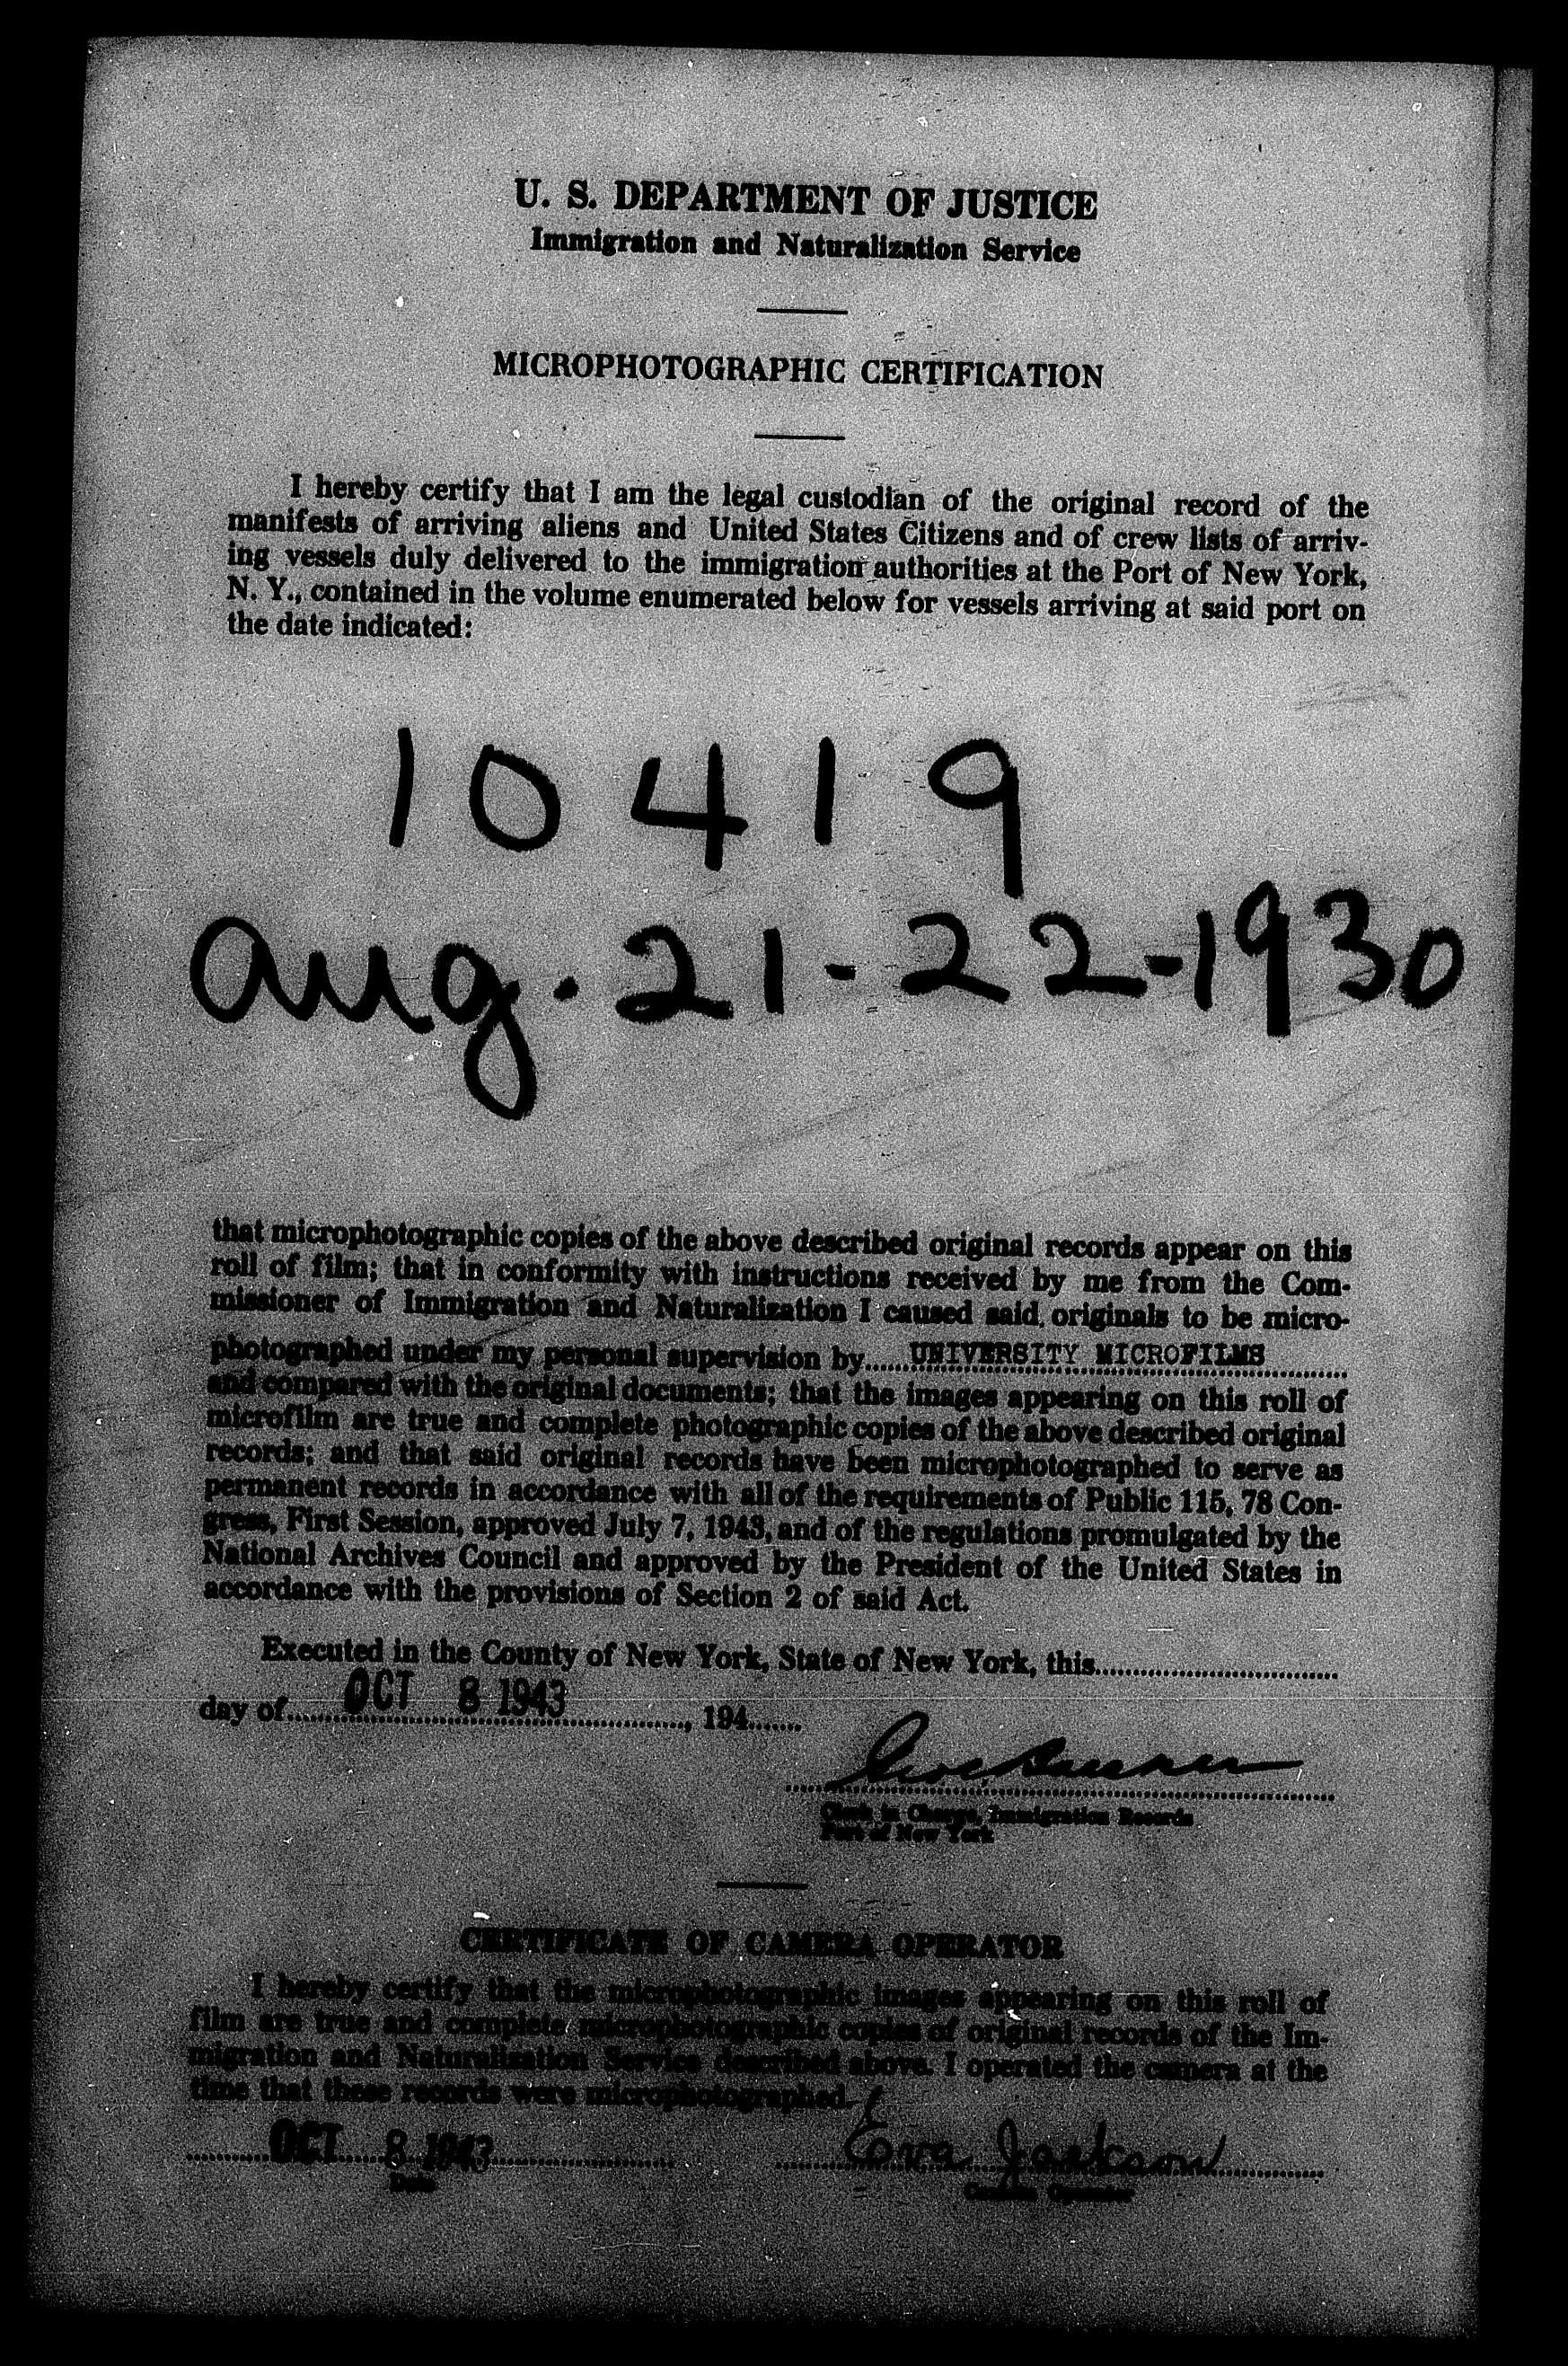 U. S. DEPARTMENT OF JUSTICE
Immigration and Naturalization Service
MICROPHOTOGRAPHIC CERTIFICATION
I hereby certify that I am the legal custodian of the original record of the
manifests of arriving aliens and United States Citizens and of crew lists of arriv-
ing vessels duly delivered to the immigration authorities at the Port of New York,
N. Y., contained in the volume enumerated below for vessels arriving at said port on
the date indicated:
10419
Aug. 21-22-1930
that microphotographic copies of the above described original records appear on this
roll of film; that in conformity with instructions received by me from the Com-
missioner of Immigration and Naturalization I caused said originals to be micro-
photographed under my personal supervision by UNIVERSITY MICROFILMS
and compared with the original documents; that the images appearing on this roll of
microfilm are true and complete photographic copies of the above described original
records; and that said original records have been microphotographed to serve as
permanent records in accordance with all of the requirements of Public 115, 78 Con-
gress, First Session, approved July 7, 1943, and of the regulations promulgated by the
National Archives Council and approved by the President of the United States in
accordance with the provisions of Section 2 of said Act.
Executed in the County of New York, State of New York, this
day of OCT 8 1943, 194
Clerk in Charge, Immigration Records
Port of New York
CERTIFICATE OF CAMERA OPERATOR
I hereby certify that the microphotographic images appearing on this roll of
film are true and complete microphotographic copies of original records of the Im-
migration and Naturalization Service described above. I operated the camera at the
time that these records were microphotographed.
OCT 8 1943 Eva Jackson
Date Camera Operator